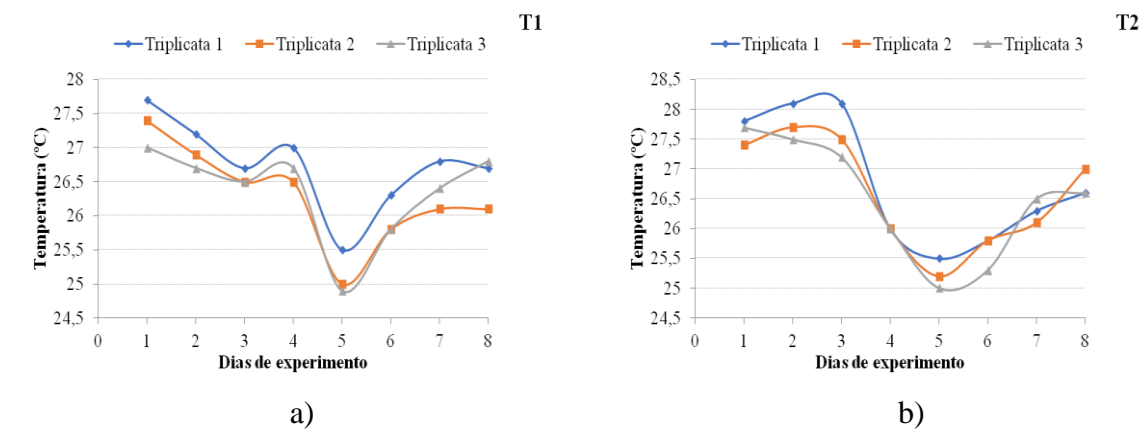 T1
Triplicata 1 Triplicata 2 Triplicata 3
28
27,5
27
26,5
26
25,5
25
24,5
Temperatura (ºC)
0 1 2 3 4 5 6 7 8
Dias de experimento
a)
T2
Triplicata 1 Triplicata 2 Triplicata 3
28,5
28
27,5
27
26,5
26
25,5
25
24,5
Temperatura (ºC)
0 1 2 3 4 5 6 7 8
Dias de experimento
b)